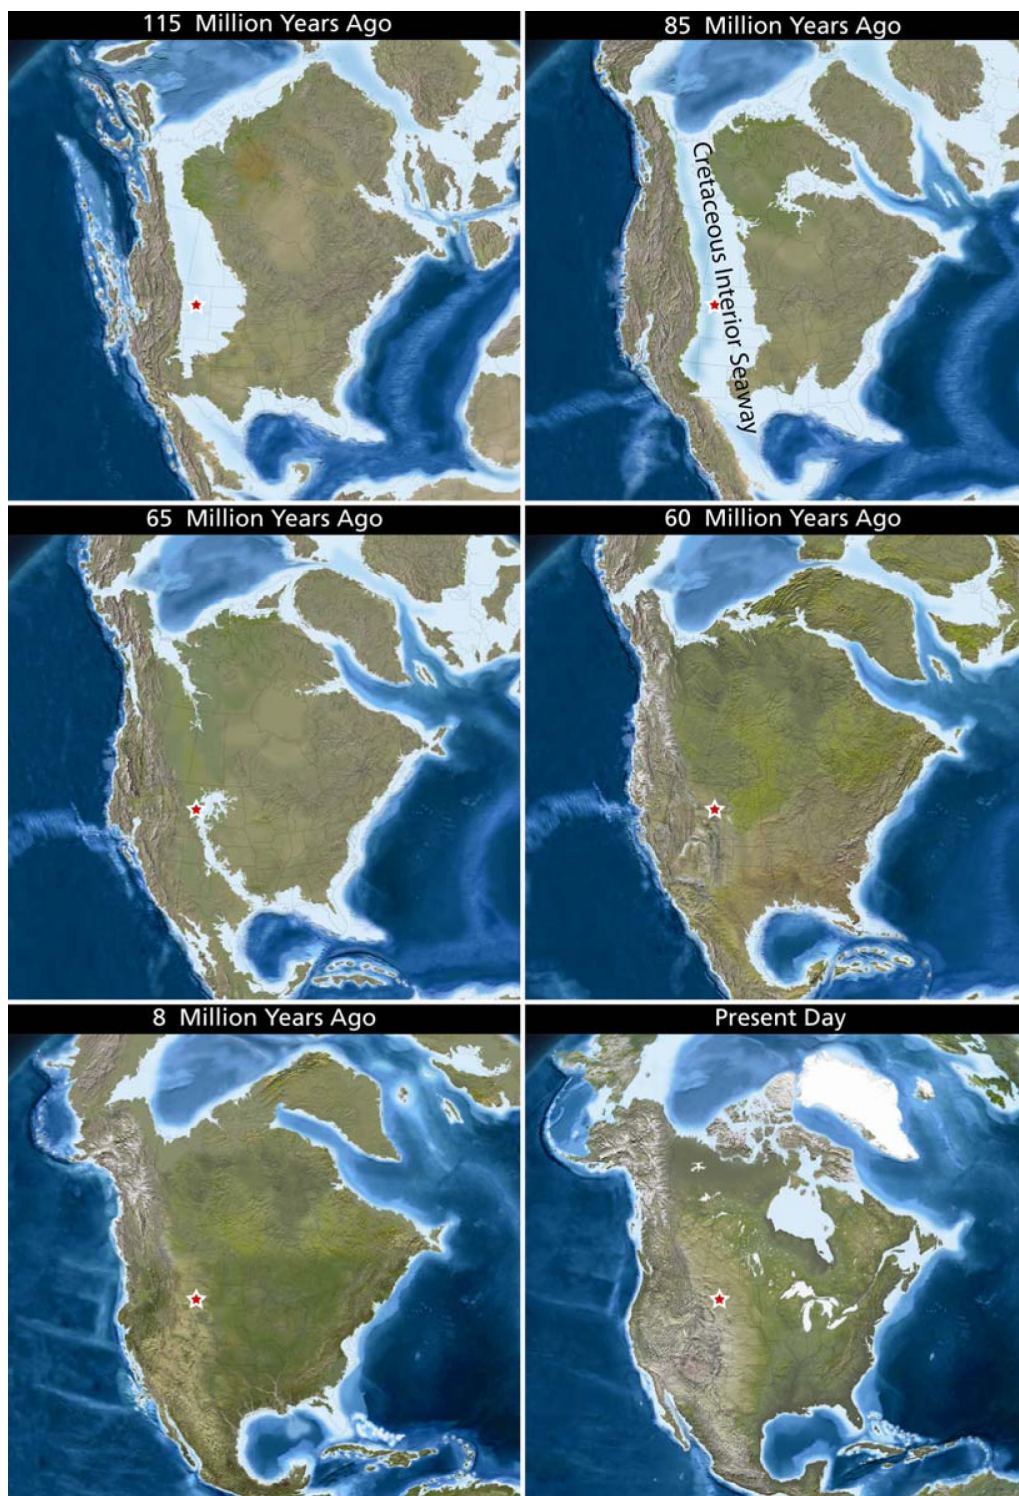 115 Million Years Ago
85 Million Years Ago
Cretaceous Interior Seaway
65 Million Years Ago
60 Million Years Ago
8 Million Years Ago
Present Day